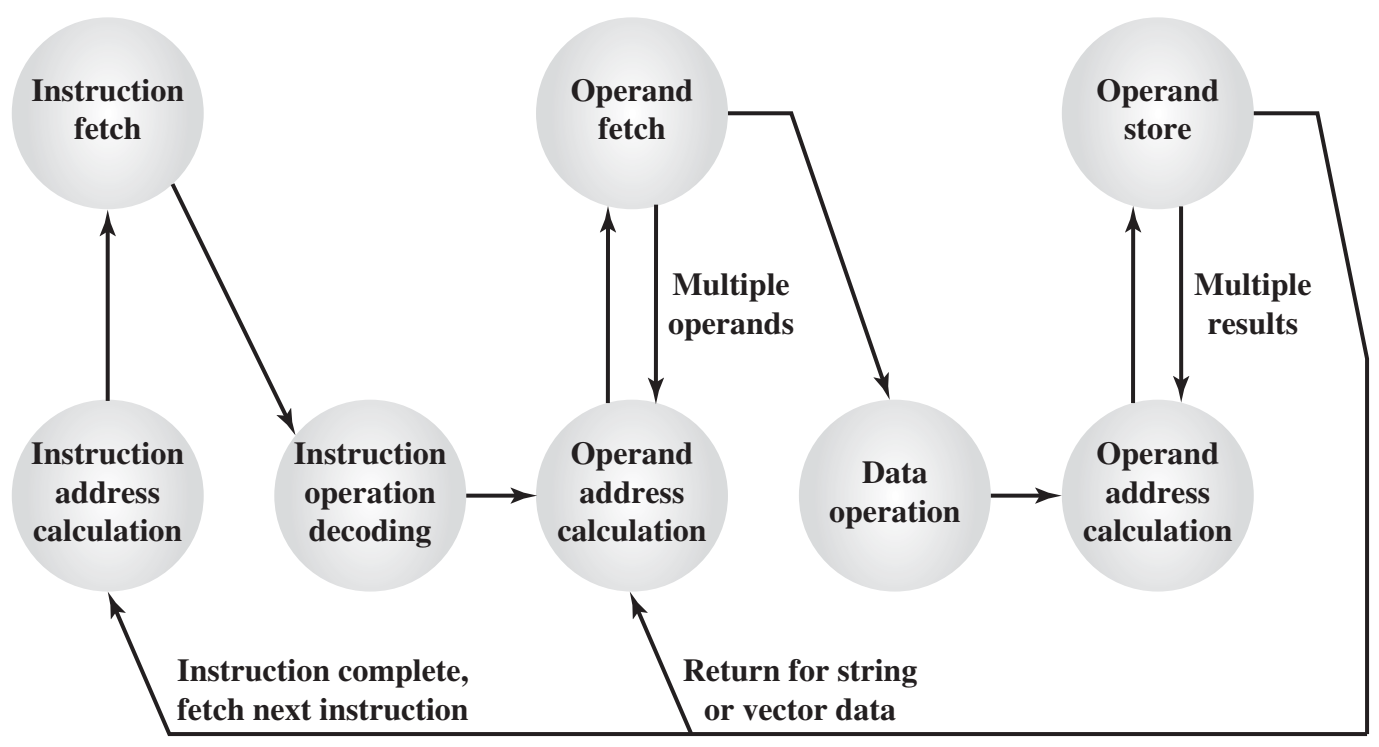 Instruction
fetch
Operand
fetch
Operand
store
Multiple
operands
Multiple
results
Instruction
address
calculation
Instruction
operation
decoding
Operand
address
calculation
Data
operation
Operand
address
calculation
Instruction complete,
fetch next instruction
Return for string
or vector data